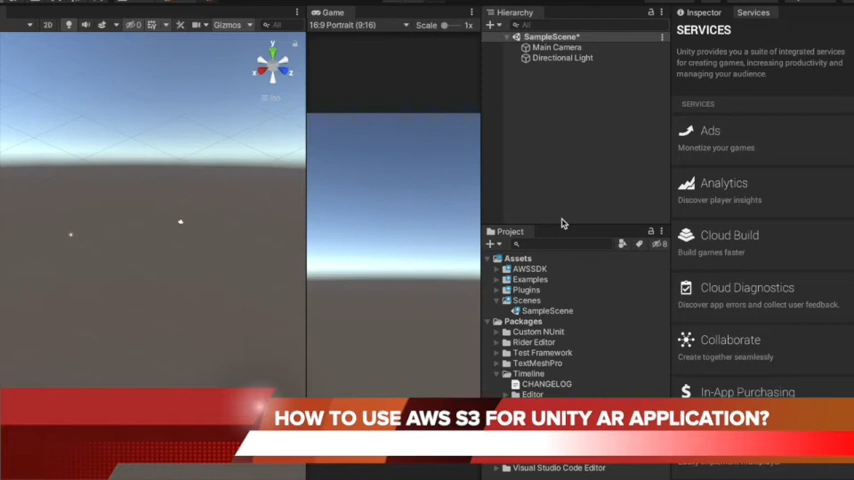 2D
0
Gizmos
All
y
x
z
Game
16:9 Portrait (9:16)
Scale
1x
Hierarchy
All
SampleScene*
Main Camera
Directional Light
Project
8
Assets
AWSSDK
Examples
Plugins
Scenes
SampleScene
Packages
Custom NUnit
Rider Editor
Test Framework
TextMeshPro
Timeline
CHANGELOG
Editor
Visual Studio Code Editor
Inspector
Services
SERVICES
Unity provides you a suite of integrated services
for creating games, increasing productivity and
managing your audience.
SERVICES
Ads
Monetize your games
Analytics
Discover player insights
Cloud Build
Build games faster
Cloud Diagnostics
Discover app errors and collect user feedback.
Collaborate
Create together seamlessly
In-App Purchasing
HOW TO USE AWS S3 FOR UNITY AR APPLICATION?